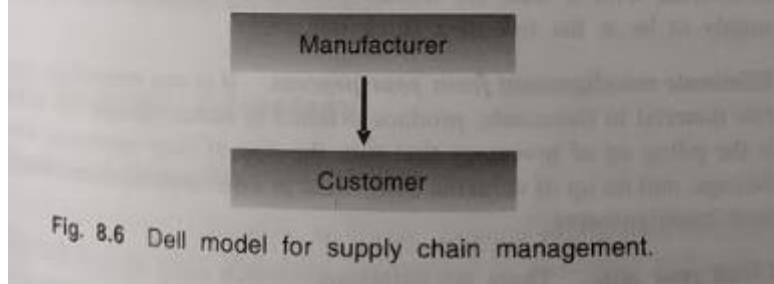 Manufacturer
Customer
Fig. 8.6 Dell model for supply chain management.